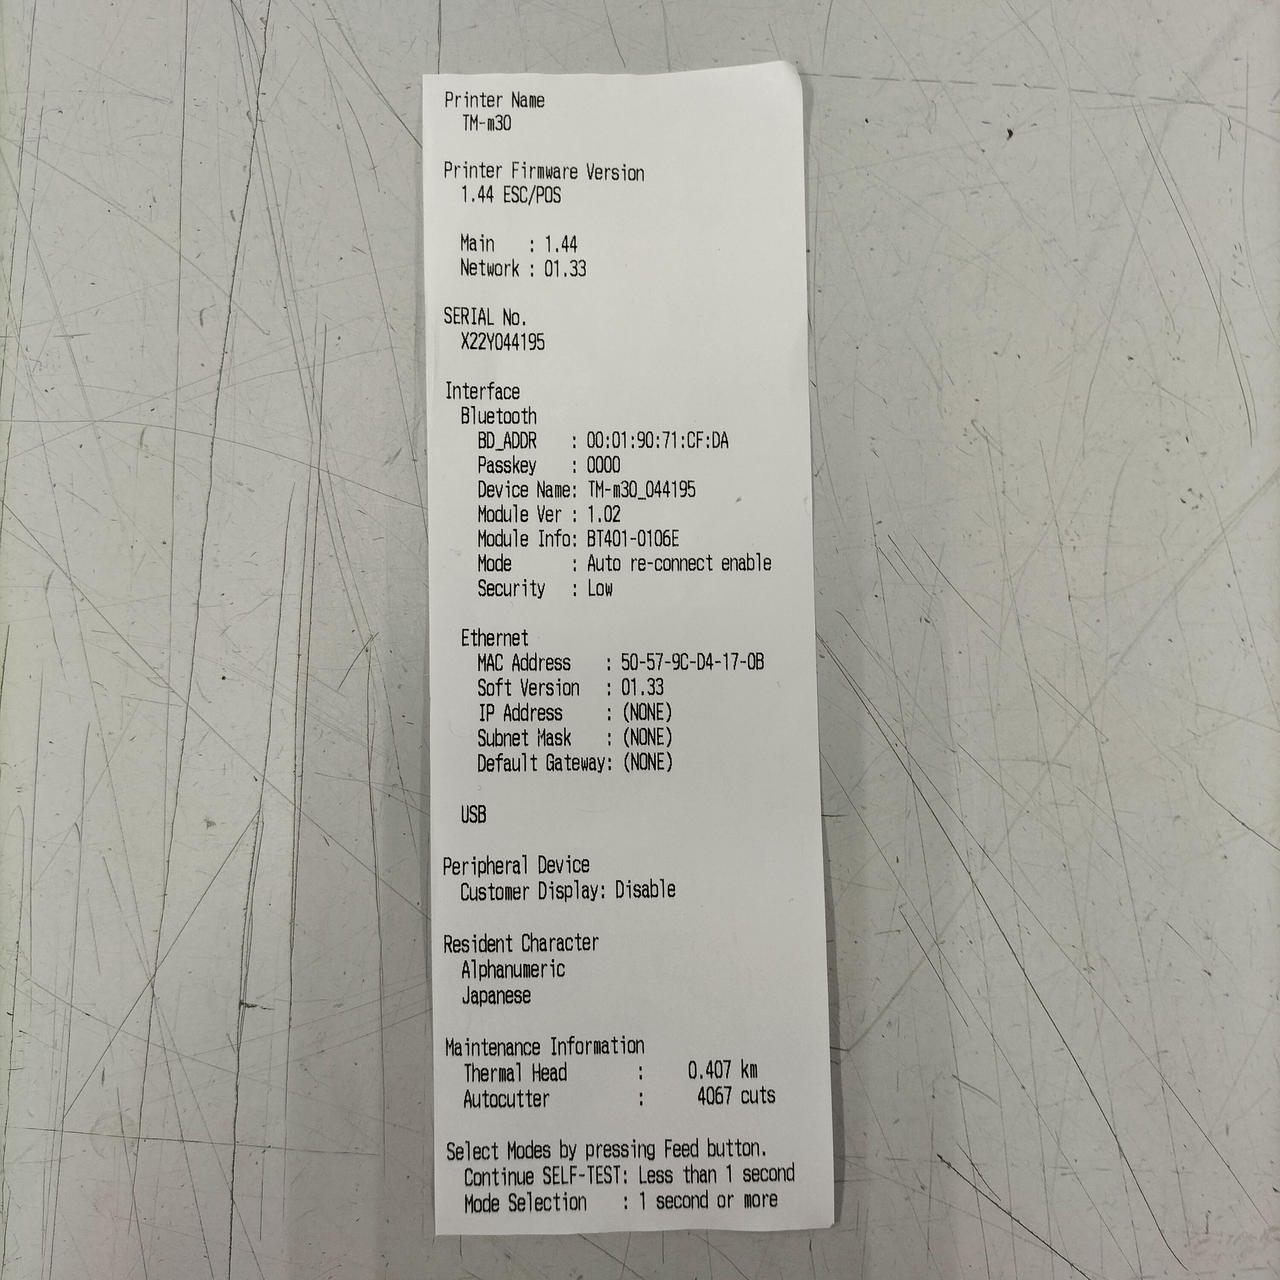 Printer Name
TM-m30
Printer Firmware Version
1.44 ESC/POS
Main : 1.44
Network : 01.33
SERIAL No.
X22Y044195
Interface
Bluetooth
BD_ADDR : 00:01:90:71:CF:DA
Passkey : 0000
Device Name: TM-m30_044195
Module Ver : 1.02
Module Info: BT401-0106E
Mode : Auto re-connect enable
Security : Low
Ethernet
MAC Address : 50-57-9C-D4-17-0B
Soft Version : 01.33
IP Address : (NONE)
Subnet Mask : (NONE)
Default Gateway: (NONE)
USB
Peripheral Device
Customer Display: Disable
Resident Character
Alphanumeric
Japanese
Maintenance Information
Thermal Head : 0.407 km
Autocutter : 4067 cuts
Select Modes by pressing Feed button.
Continue SELF-TEST: Less than 1 second
Mode Selection : 1 second or more